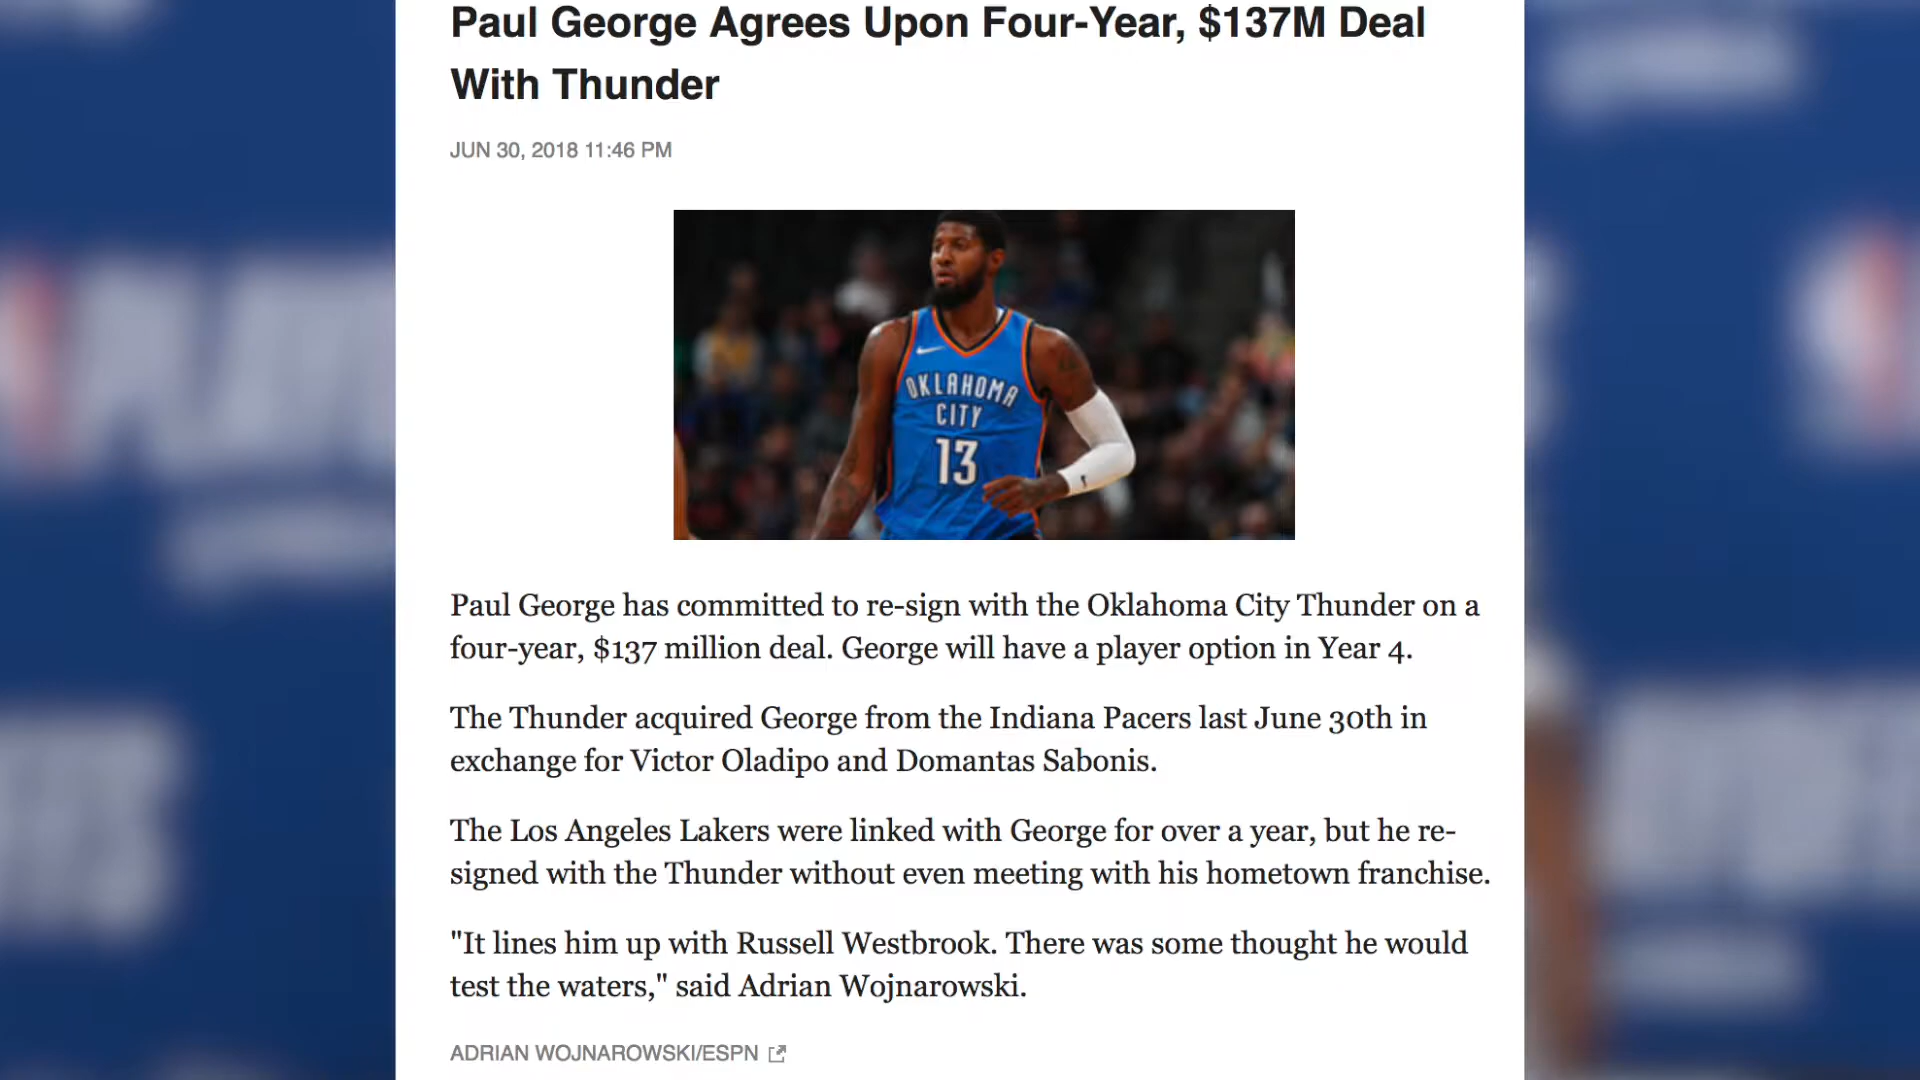 Paul George Agrees Upon Four-Year, $137M Deal
With Thunder
JUN 30, 2018 11:46 PM
OKLAHOMA
CITY
13
Paul George has committed to re-sign with the Oklahoma City Thunder on a
four-year, $137 million deal. George will have a player option in Year 4.
The Thunder acquired George from the Indiana Pacers last June 30th in
exchange for Victor Oladipo and Domantas Sabonis.
The Los Angeles Lakers were linked with George for over a year, but he re-
signed with the Thunder without even meeting with his hometown franchise.
"It lines him up with Russell Westbrook. There was some thought he would
test the waters," said Adrian Wojnarowski.
ADRIAN WOJNAROWSKI/ESPN